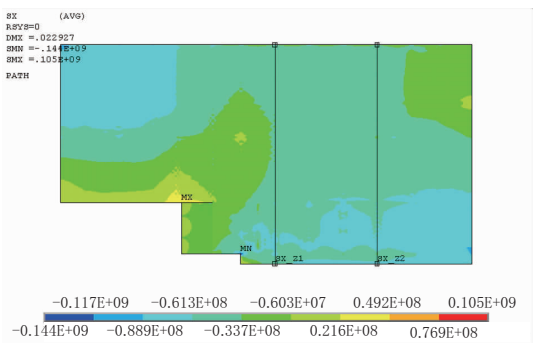 SX (AVG)
RSYS=0
DMX =.022927
SMN =-.144E+09
SMX =.105E+09
PATH
MX
MN
SX_Z1 SX_Z2
-0.117E+09 -0.613E+08 -0.603E+07 0.492E+08 0.105E+09
-0.144E+09 -0.889E+08 -0.337E+08 0.216E+08 0.769E+08